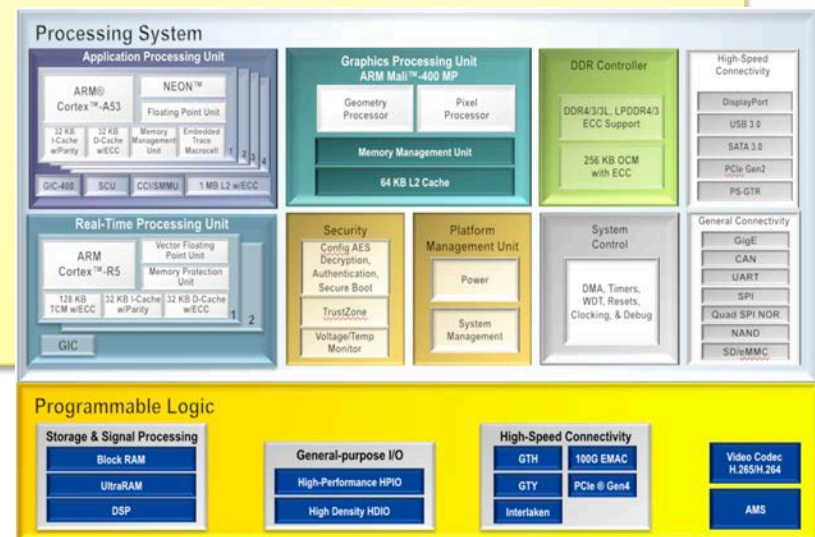 Processing System
Application Processing Unit
ARM®
Cortex™-A53
NEON™
Floating Point Unit
32 KB
I-Cache
w/Parity
32 KB
D-Cache
w/ECC
Memory
Management
Unit
Embedded
Trace
Macrocell
1
2
3
4
GIC-400
SCU
CCI/SMMU
1 MB L2 w/ECC
Graphics Processing Unit
ARM Mali™-400 MP
Geometry
Processor
Pixel
Processor
Memory Management Unit
64 KB L2 Cache
DDR Controller
DDR4/3/3L, LPDDR4/3
ECC Support
256 KB OCM
with ECC
High-Speed
Connectivity
DisplayPort
USB 3.0
SATA 3.0
PCIe Gen2
PS-GTR
Real-Time Processing Unit
ARM
Cortex™-R5
Vector Floating
Point Unit
Memory Protection
Unit
128 KB
TCM w/ECC
32 KB I-Cache
w/Parity
32 KB D-Cache
w/ECC
1
2
GIC
Security
Config AES
Decryption,
Authentication,
Secure Boot
TrustZone
Voltage/Temp
Monitor
Platform
Management Unit
Power
System
Management
System
Control
DMA, Timers,
WDT, Resets,
Clocking, & Debug
General Connectivity
GigE
CAN
UART
SPI
Quad SPI NOR
NAND
SD/eMMC
Programmable Logic
Storage & Signal Processing
Block RAM
UltraRAM
DSP
General-purpose I/O
High-Performance HPIO
High Density HDIO
High-Speed Connectivity
GTH
100G EMAC
GTY
PCIe ® Gen4
Interlaken
Video Codec
H.265/H.264
AMS